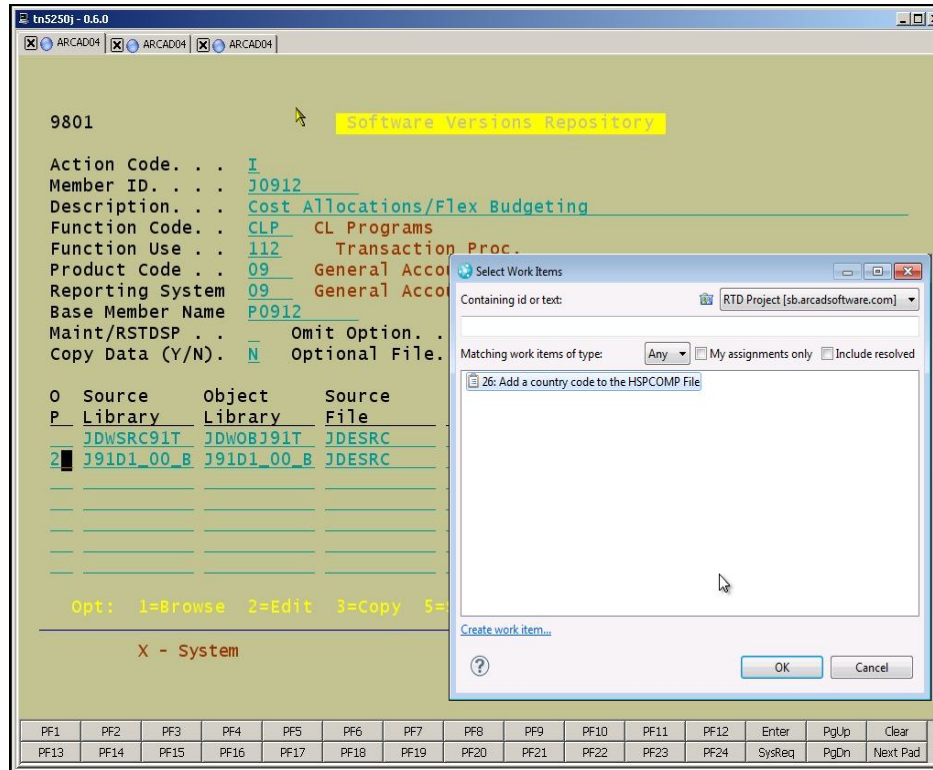 tn5250j - 0.6.0
ARCAD04 ARCAD04 ARCAD04
9801 Software Versions Repository
Action Code. . . I
Member ID. . . . J0912
Description. . . Cost Allocations/Flex Budgeting
Function Code. . CLP CL Programs
Function Use . . 112 Transaction Proc.
Product Code . . 09 General Accou
Reporting System 09 General Accou
Base Member Name P0912
Maint/RSTDSP . . _ Omit Option. .
Copy Data (Y/N). N Optional File.
O Source Object Source
P Library Library File
JDWSRC91T JDWOBJ91T JDESRC
2 J91D1_00_B J91D1_00_B JDESRC
Opt: 1=Browse 2=Edit 3=Copy 5=
X - System
Select Work Items
Containing id or text: RTD Project [sb.arcadsoftware.com]
Matching work items of type: Any My assignments only Include resolved
26: Add a country code to the HSPCOMP File
Create work item...
? OK Cancel
PF1 PF2 PF3 PF4 PF5 PF6 PF7 PF8 PF9 PF10 PF11 PF12 Enter PgUp Clear
PF13 PF14 PF15 PF16 PF17 PF18 PF19 PF20 PF21 PF22 PF23 PF24 SysReq PgDn Next Pad